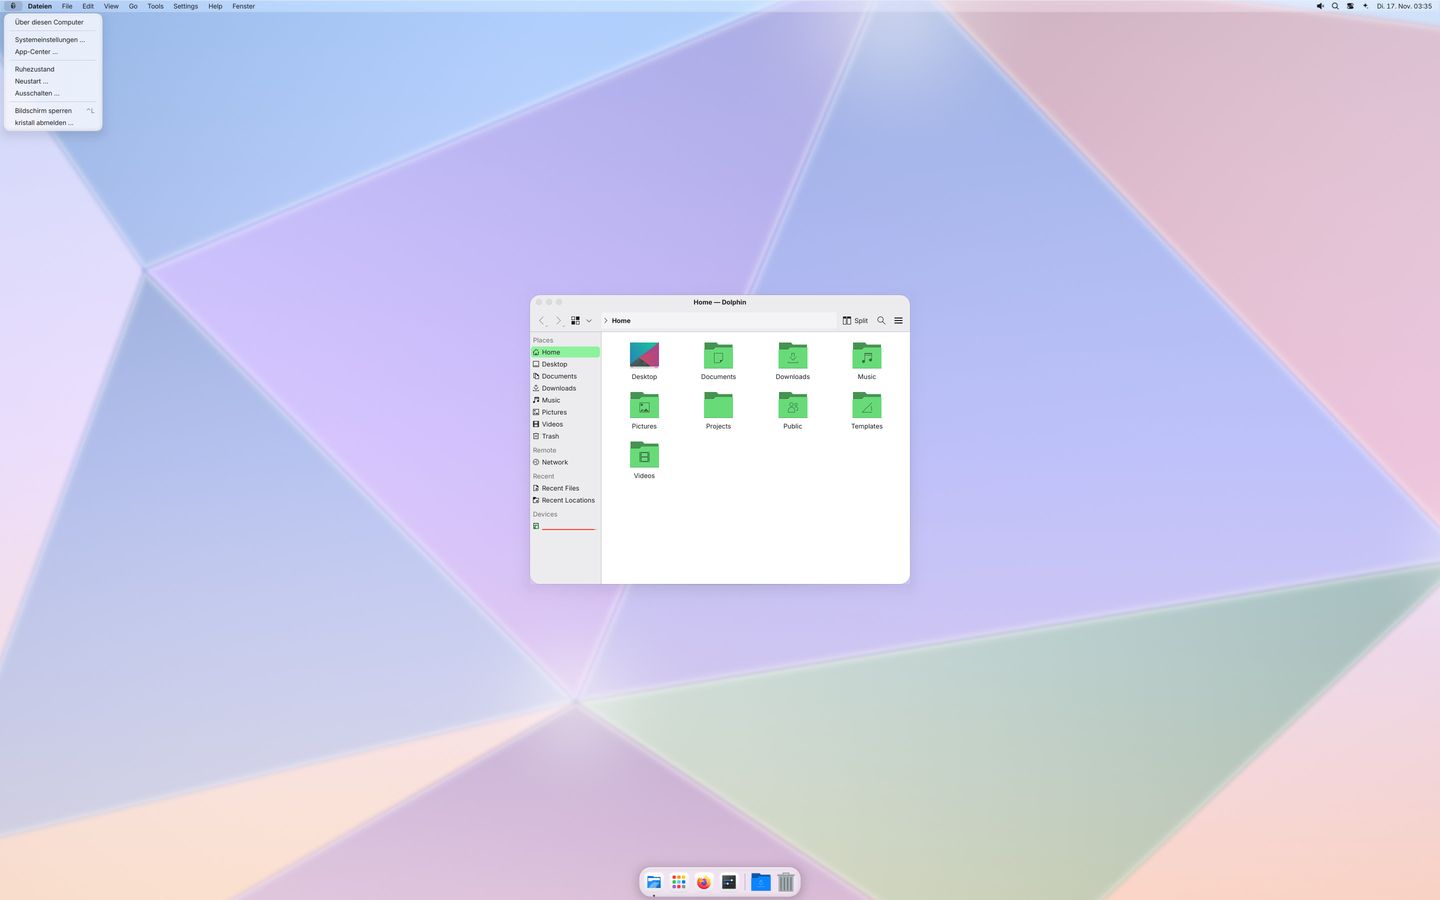 Dateien File Edit View Go Tools Settings Help Fenster Di. 17. Nov. 03:35
Über diesen Computer
Systemeinstellungen ...
App-Center ...
Ruhezustand
Neustart ...
Ausschalten ...
Bildschirm sperren ^L
kristall abmelden ...
Home — Dolphin
Home Split
Places
Home
Desktop
Documents
Downloads
Music
Pictures
Videos
Trash
Remote
Network
Recent
Recent Files
Recent Locations
Devices
Desktop Documents Downloads Music
Pictures Projects Public Templates
Videos